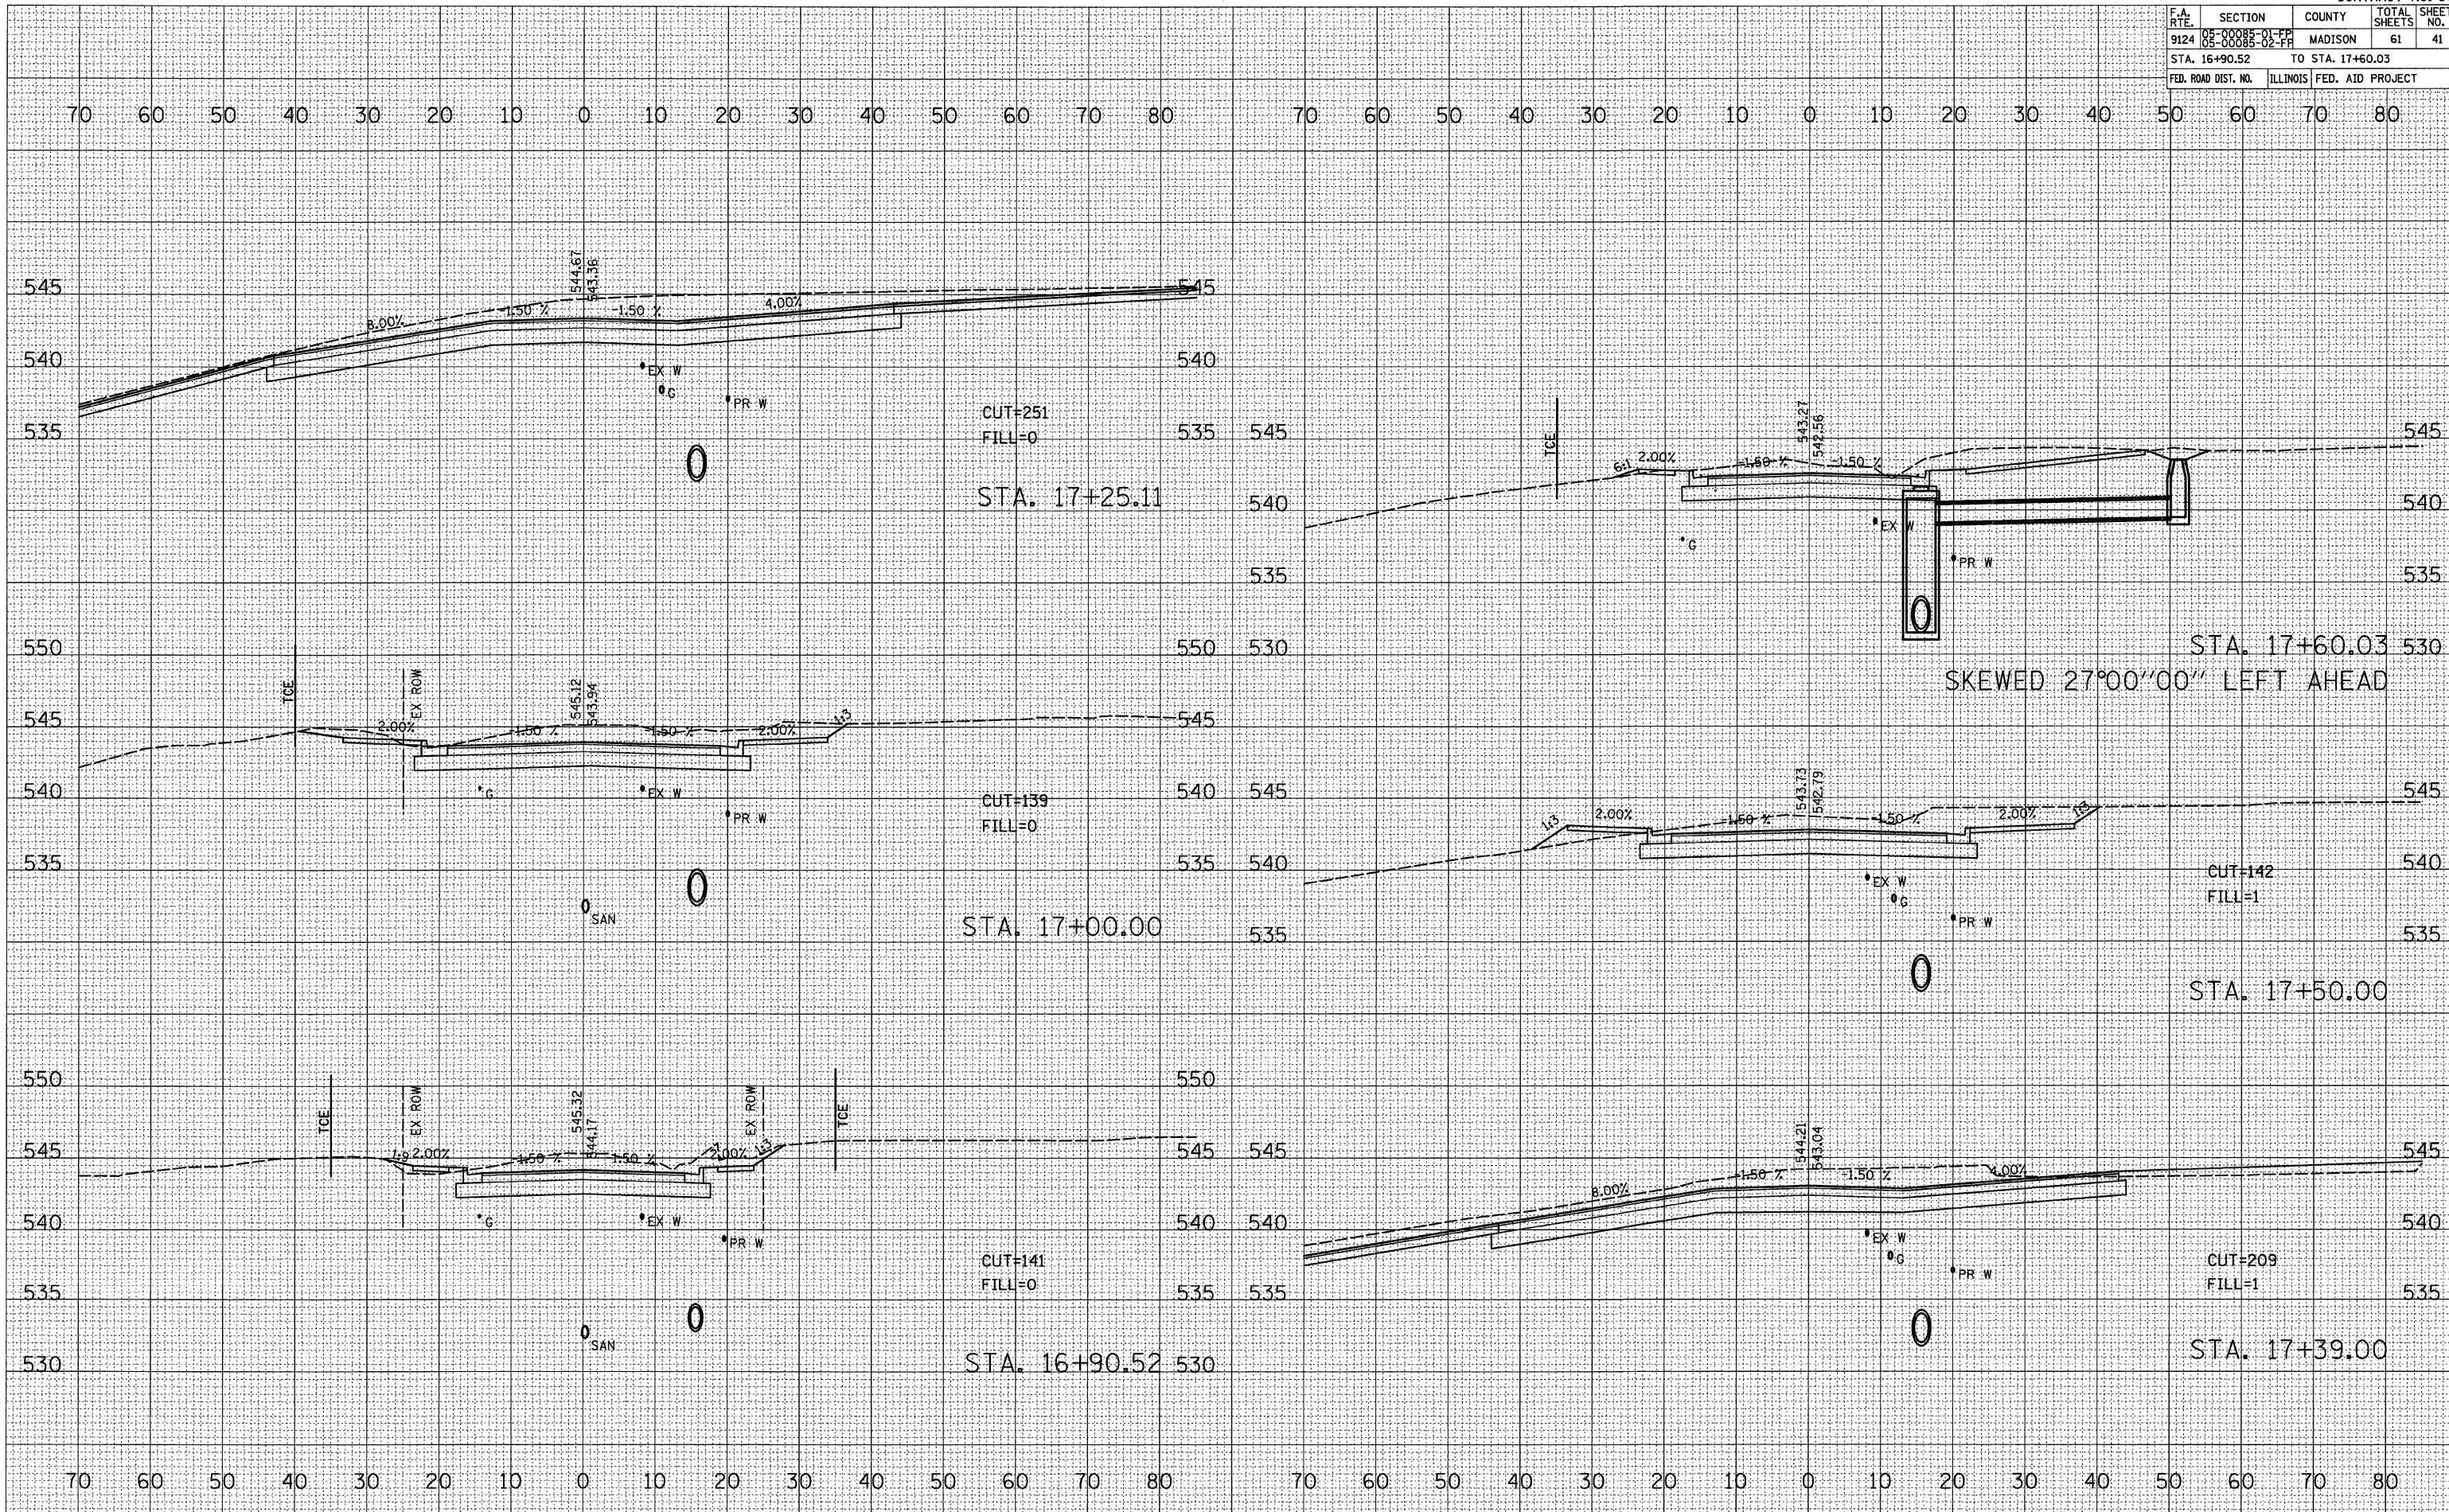 F.A. RTE. SECTION COUNTY TOTAL SHEETS SHEET NO.
9124 05-00085-01-FP 05-00085-02-FP MADISON 61 41
STA. 16+90.52 TO STA. 17+60.03
FED. ROAD DIST. NO. ILLINOIS FED. AID PROJECT
70 60 50 40 30 20 10 0 10 20 30 40 50 60 70 80 70 60 50 40 30 20 10 0 10 20 30 40 50 60 70 80
544.67
543.36
545 545
8.00% -1.50 % -1.50 % 4.00%
540 540
EX W
G
PR W
CUT=251
535 FILL=0 535
STA. 17+25.11
TCE
543.27
542.56
545 545
6:1 2.00% -1.50 % -1.50 %
540 540
EX W
G
PR W
535 535
STA. 17+60.03
530 530
SKEWED 27°00"00" LEFT AHEAD
550 550
TCE
EX ROW
545.12
543.94
545 545
2.00% -1.50 % -1.50 % 2.00% 1:3
540 540
G
EX W
PR W
CUT=139
FILL=0
535 535
SAN
STA. 17+00.00
543.73
542.79
545 545
1:3 2.00% -1.50 % -1.50 % 2.00% 1:3
540 540
EX W
G
PR W
CUT=142
FILL=1
535 535
STA. 17+50.00
550 550
TCE
EX ROW
545.32
544.17
EX ROW
TCE
545 545
1:9 2.00% -1.50 % -1.50 % 2.00% 1:3
540 540
G
EX W
PR W
CUT=141
FILL=0
535 535
SAN
STA. 16+90.52
530 530
544.21
543.04
545 545
8.00% -1.50 % -1.50 % 4.00%
540 540
EX W
G
PR W
CUT=209
FILL=1
535 535
STA. 17+39.00
70 60 50 40 30 20 10 0 10 20 30 40 50 60 70 80 70 60 50 40 30 20 10 0 10 20 30 40 50 60 70 80